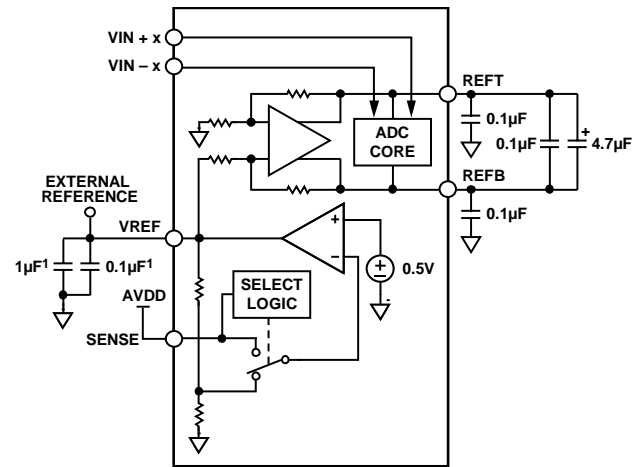 VIN + x
VIN – x
REFT
0.1µF
ADC
CORE
0.1µF
+
4.7µF
REFB
EXTERNAL
REFERENCE
0.1µF
VREF
+
–
+
–
0.5V
1µF1
0.1µF1
SELECT
LOGIC
AVDD
SENSE